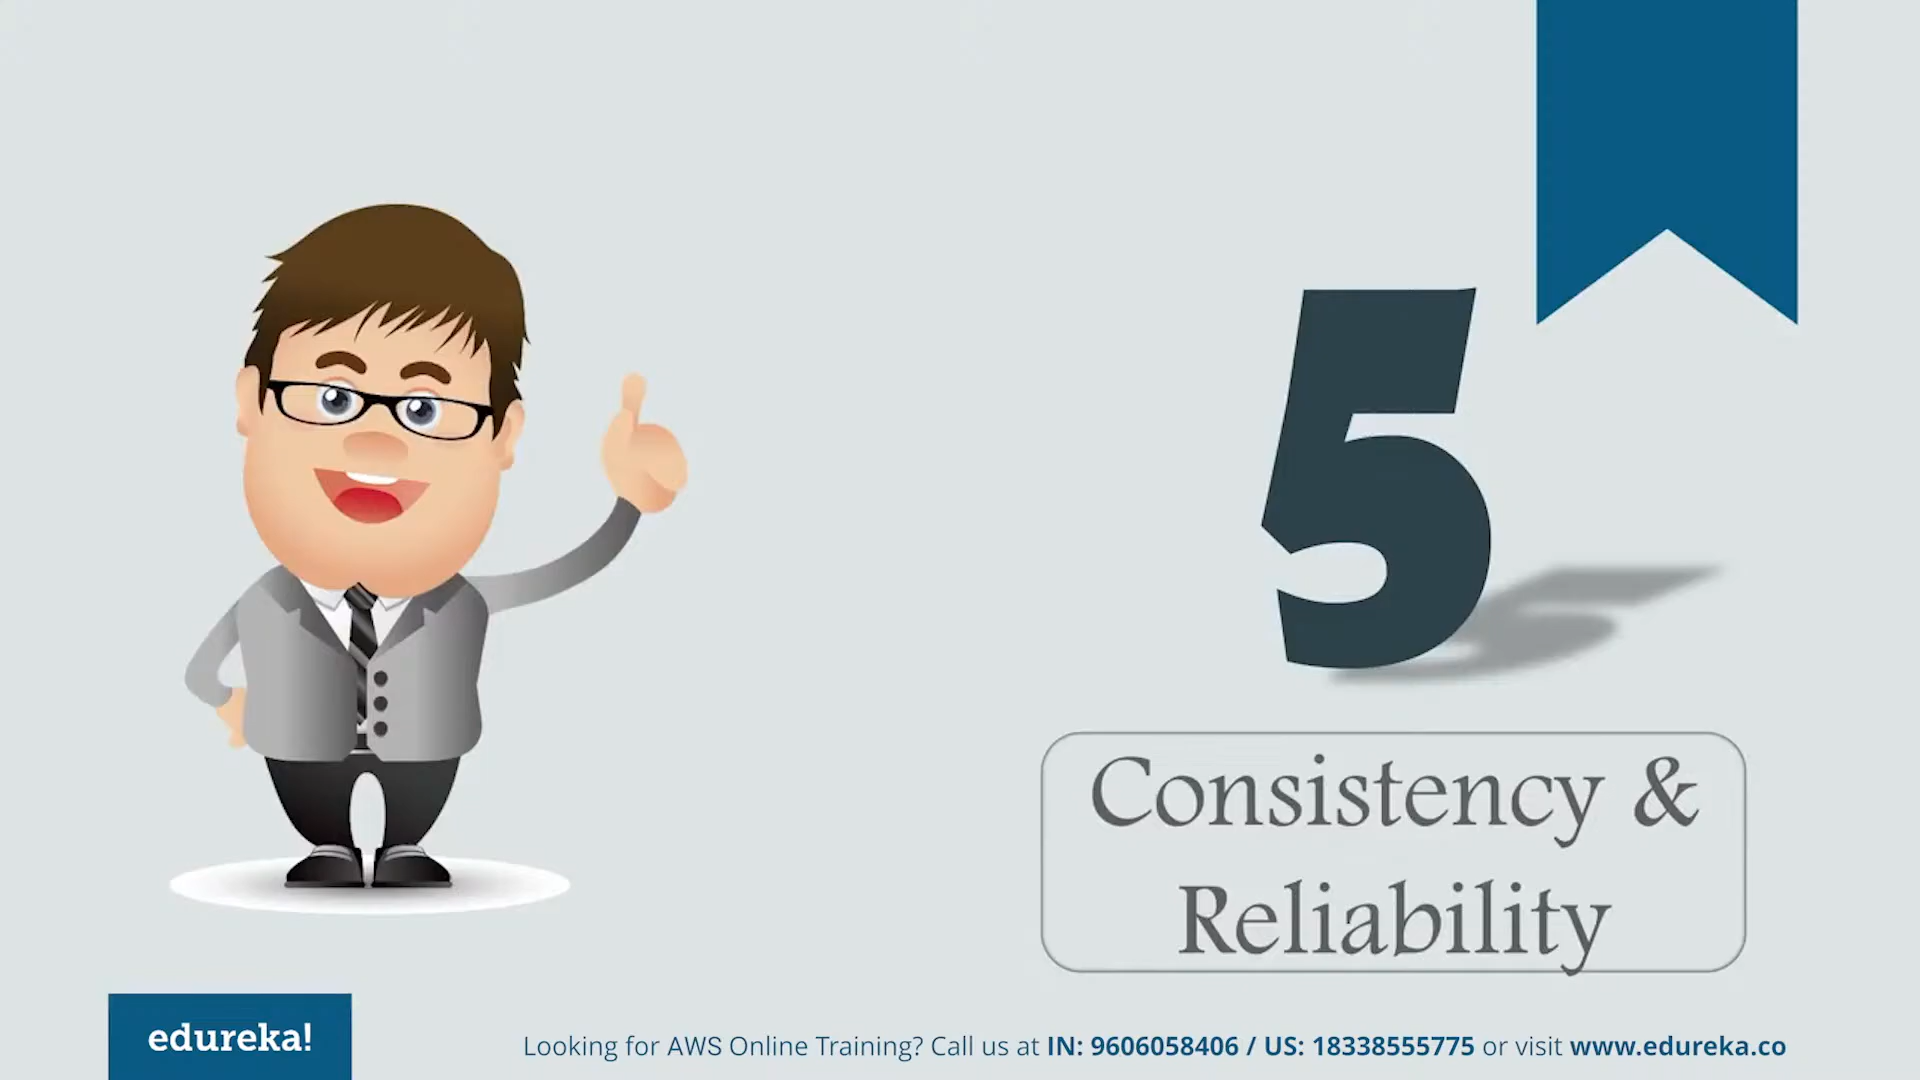 5
Consistency &
Reliability
edureka!
Looking for AWS Online Training? Call us at IN: 9606058406 / US: 18338555775 or visit www.edureka.co